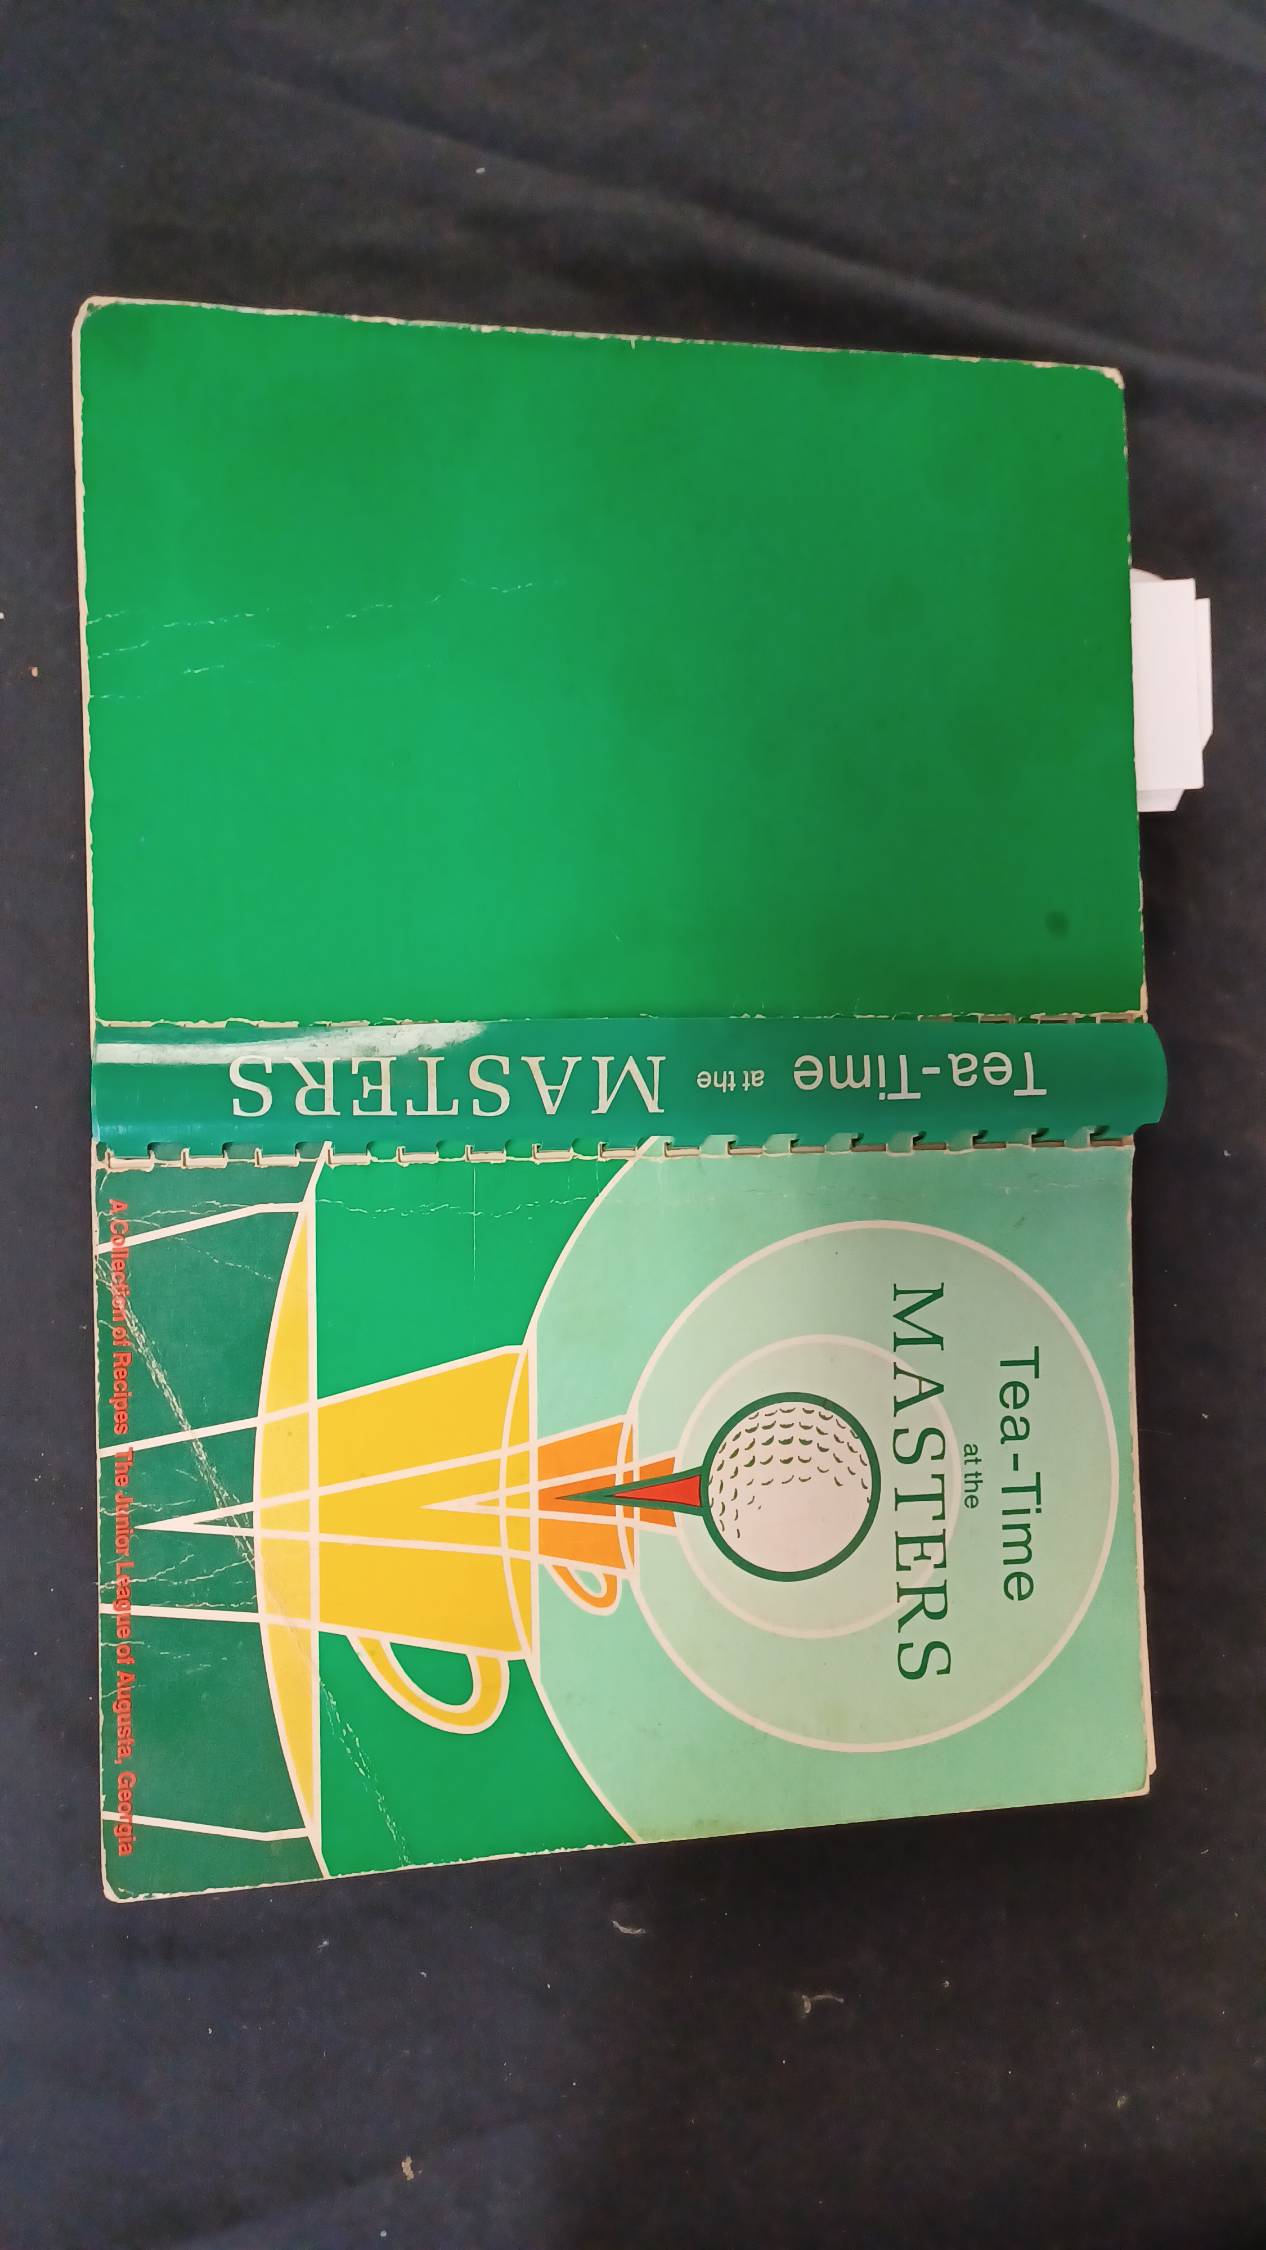 Tea-Time
at the
MASTERS
A Collection of Recipes The Junior League of Augusta, Georgia
Tea-Time at the MASTERS